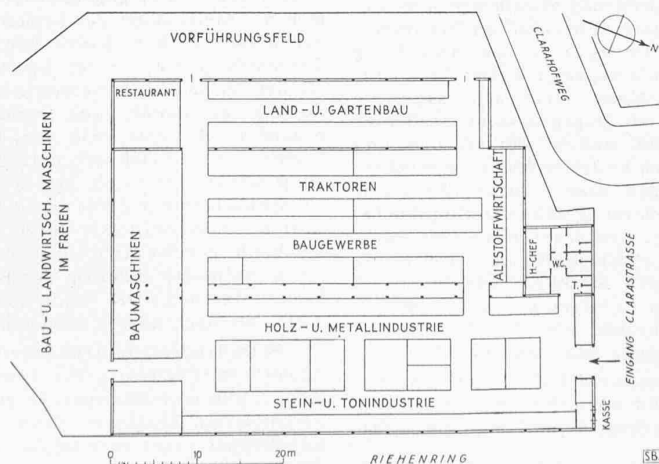 VORFÜHRUNGSFELD
CLARAHOFWEG
N
RESTAURANT
LAND-U. GARTENBAU
BAU-U. LANDWIRTSCH. MASCHINEN
IM FREIEN
TRAKTOREN
ALTSTOFFWIRTSCHAFT
BAUMASCHINEN
BAUGEWERBE
H.-CHEF
WC.
T.
EINGANG CLARASTRASSE
HOLZ-U. METALLINDUSTRIE
STEIN-U. TONINDUSTRIE
KASSE
0 10 20m
RIEHENRING
SB